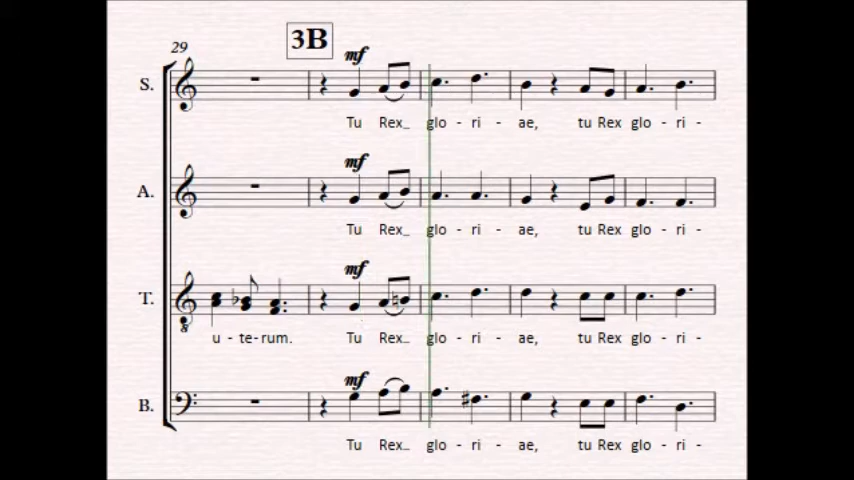 29 3B
mf
S.
Tu Rex_ glo - ri - ae, tu Rex glo - ri -
mf
A.
Tu Rex_ glo - ri - ae, tu Rex glo - ri -
mf
T.
8
u - te - rum. Tu Rex_ glo - ri - ae, tu Rex glo - ri -
mf
B.
Tu Rex_ glo - ri - ae, tu Rex glo - ri -